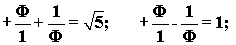 +Ф/1 + 1/Ф = √5; +Ф/1 - 1/Ф = 1;